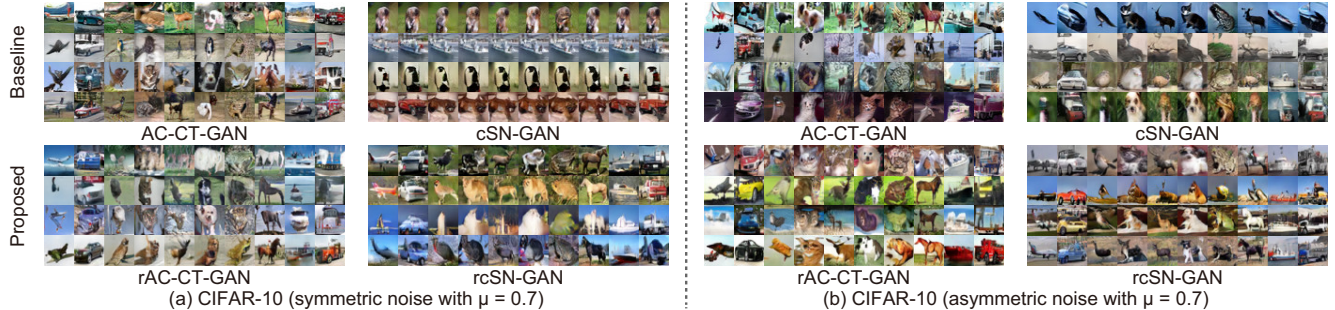 Baseline
AC-CT-GAN
cSN-GAN
AC-CT-GAN
cSN-GAN
Proposed
rAC-CT-GAN
rcSN-GAN
rAC-CT-GAN
rcSN-GAN
(a) CIFAR-10 (symmetric noise with μ = 0.7)
(b) CIFAR-10 (asymmetric noise with μ = 0.7)